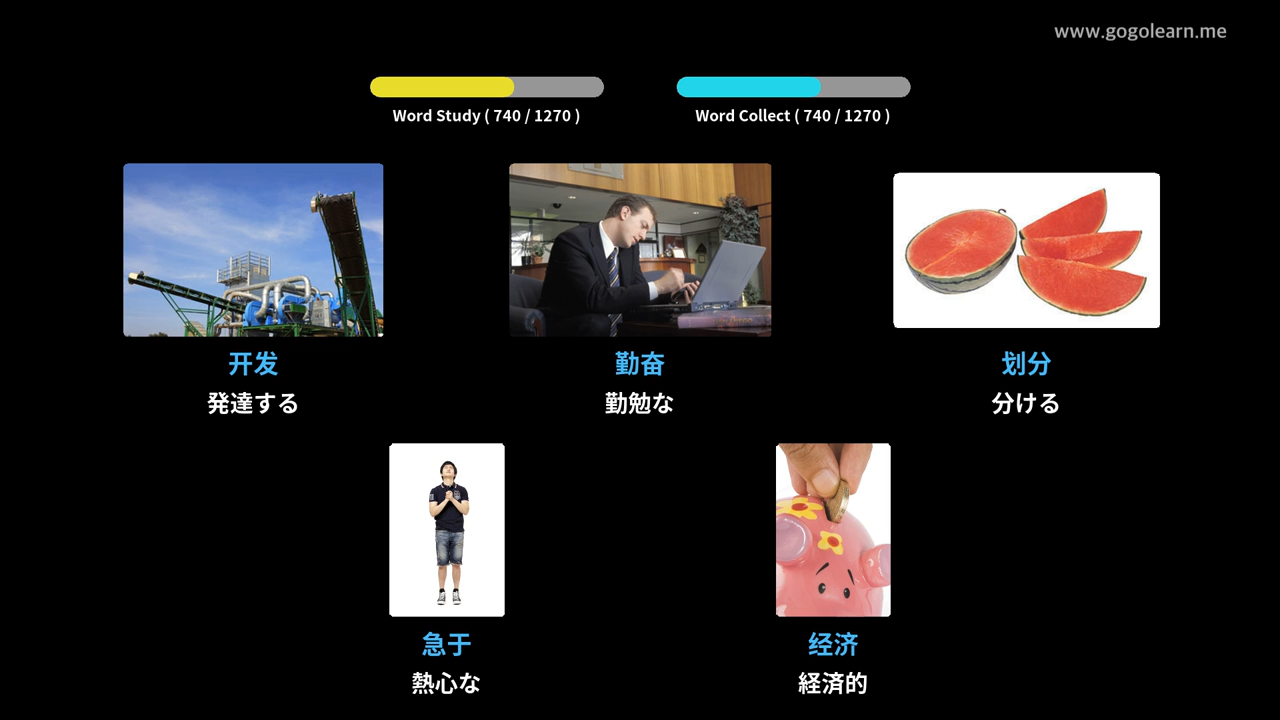 www.gogolearn.me
Word Study ( 740 / 1270 )
Word Collect ( 740 / 1270 )
开发
発達する
勤奋
勤勉な
划分
分ける
急于
熱心な
经济
経済的